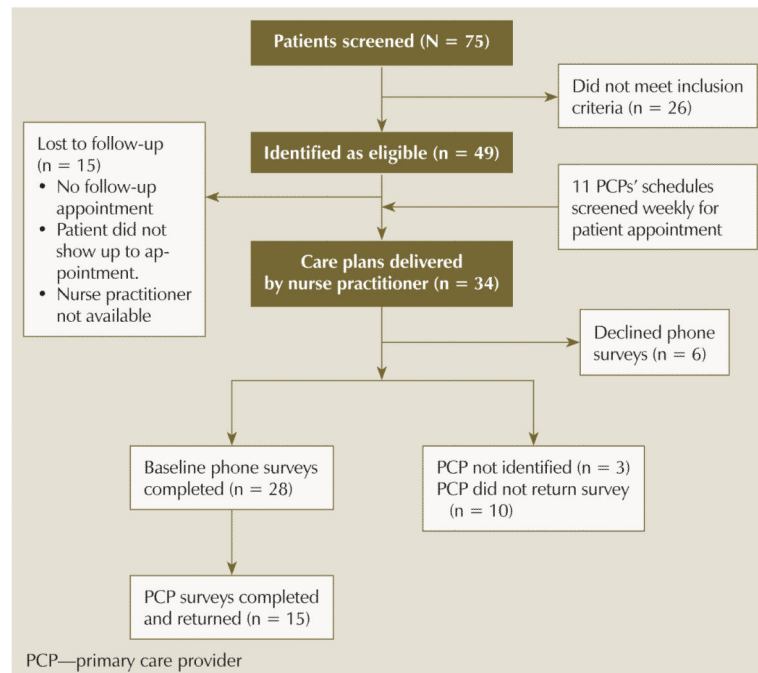 Patients screened (N = 75)
Did not meet inclusion
criteria (n = 26)
Identified as eligible (n = 49)
Lost to follow-up
(n = 15)
• No follow-up
appointment
• Patient did not
show up to ap-
pointment.
• Nurse practitioner
not available
11 PCPs’ schedules
screened weekly for
patient appointment
Care plans delivered
by nurse practitioner (n = 34)
Declined phone
surveys (n = 6)
Baseline phone surveys
completed (n = 28)
PCP not identified (n = 3)
PCP did not return survey
(n = 10)
PCP surveys completed
and returned (n = 15)
PCP—primary care provider